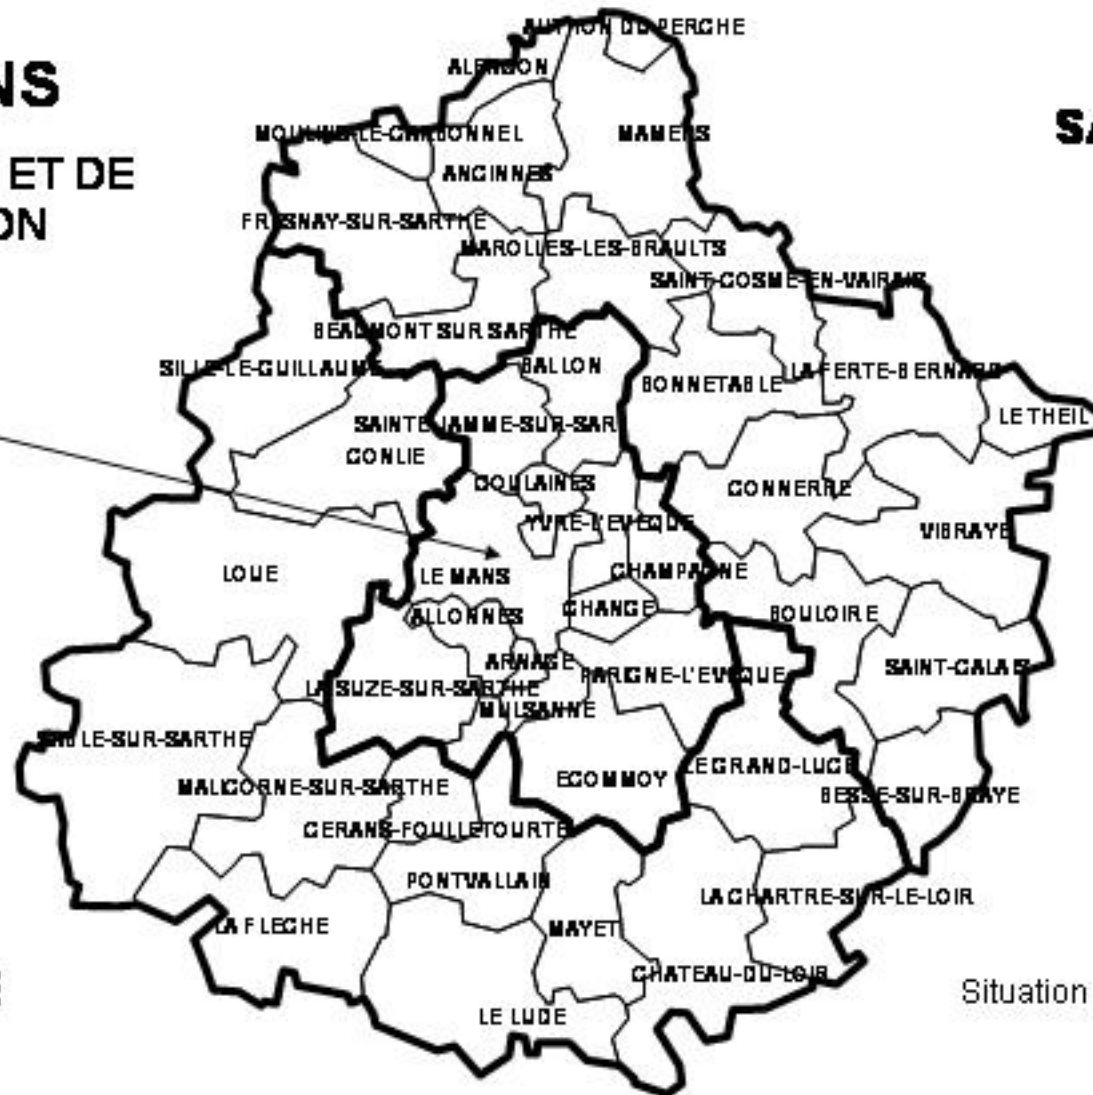 NS
ET DE
ON
SA
AUTHON DU PERCHE
ALENCON
MOULINS-LE-CARBONNEL
MAMERS
ANCINNES
FRESNAY-SUR-SARTHE
MAROLLES-LES-BRAULTS
SAINT-COSME-EN-VAIRAIS
BEAUMONT SUR SARTHE
SILLE-LE-GUILLAUME
BALLON
BONNETABLE
LA FERTE-BERNARD
LE THEIL
SAINTE JAMME-SUR-SAR
CONLIE
COULAINES
CONNERRE
YVRE-L'EVEQUE
VIBRAYE
LOUE
LE MANS
CHAMPAGNE
ALLONNES
CHANGE
BOULOIRE
ARNAGE
PARIGNE-L'EVEQUE
SAINT-CALAIS
LA SUZE-SUR-SARTHE
MULSANNE
SABLE-SUR-SARTHE
MALICORNE-SUR-SARTHE
ECOMMOY
LE GRAND-LUCE
BESSE-SUR-BRAYE
CERANS-FOULLETOURTE
PONTVALLAIN
LA CHARTRE-SUR-LE-LOIR
LA FLECHE
MAYET
CHATEAU-DU-LOIR
LE LUDE
Situation